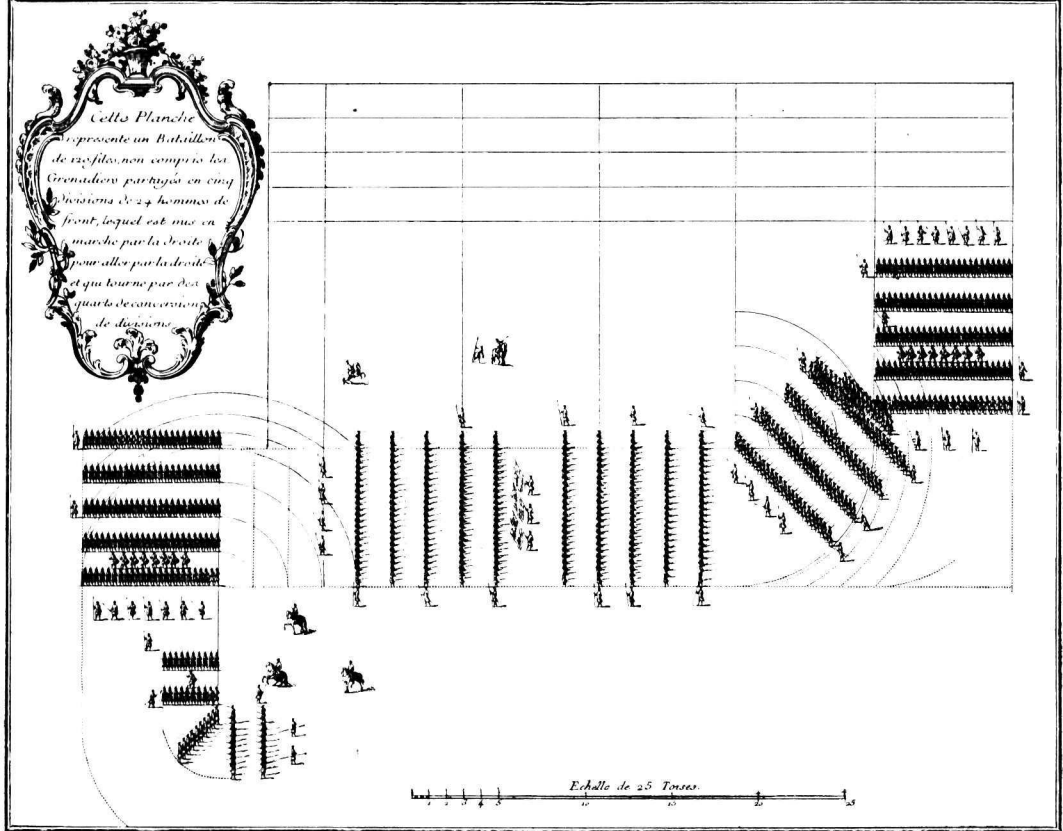 Cette Planche
represente un Bataillon
de 120 files, non compris les
Grenadiers partagés en cinq
Divisions de 24 hommes de
front, lequel est mis en
marche par la droite
pour aller par la droite
et qui tourne par des
quarts de conversions
de divisions
Echelle de 25 Toises.
1 2 3 4 5 10 15 20 25